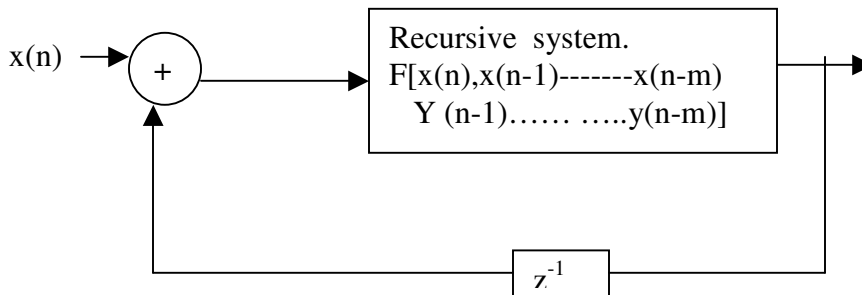 Recursive system.
x(n)
F[x(n),x(n-1)-------x(n-m)
+
Y (n-1)…… …..y(n-m)]
z⁻¹